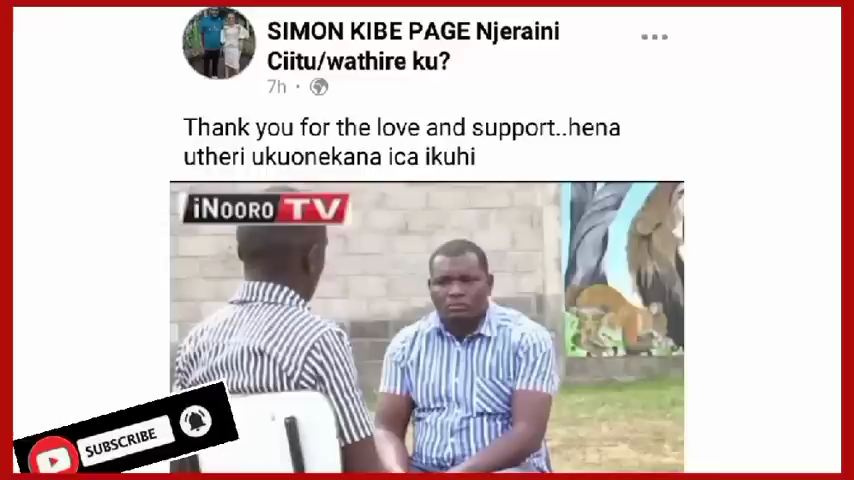 SIMON KIBE PAGE Njeraini
Ciitu/wathire ku?
7h
Thank you for the love and support..hena
utheri ukuonekana ica ikuhi
iNOORO TV
SUBSCRIBE